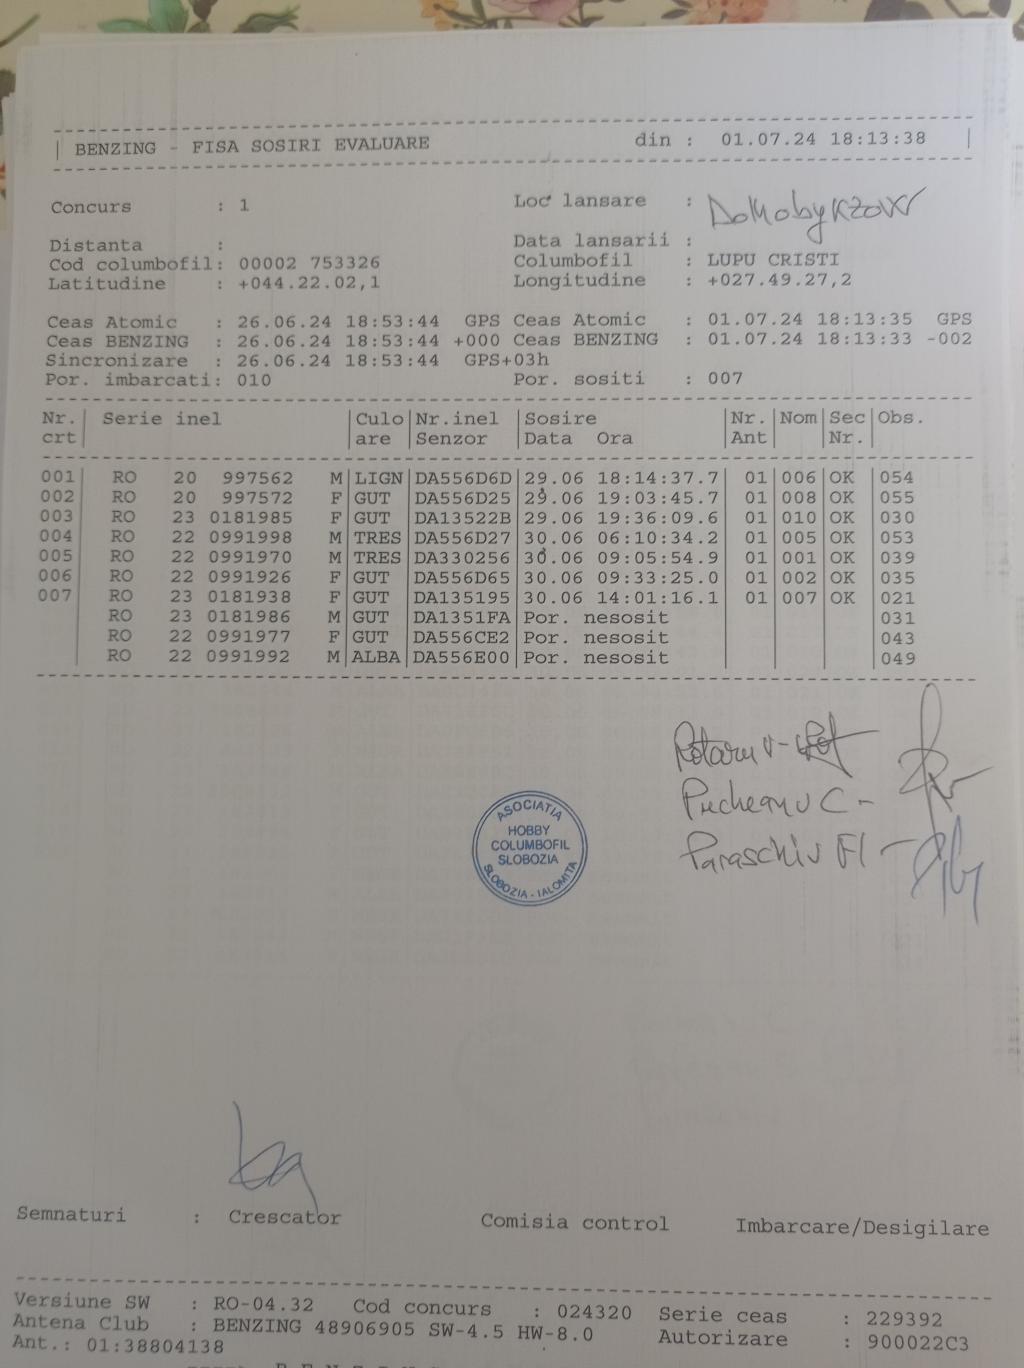 BENZING - FISA SOSIRI EVALUARE din : 01.07.24 18:13:38
Concurs : 1 Loc lansare :
Distanta : Data lansarii :
Cod columbofil: 00002 753326 Columbofil : LUPU CRISTI
Latitudine : +044.22.02,1 Longitudine : +027.49.27,2
Ceas Atomic : 26.06.24 18:53:44 GPS Ceas Atomic : 01.07.24 18:13:35 GPS
Ceas BENZING : 26.06.24 18:53:44 +000 Ceas BENZING : 01.07.24 18:13:33 -002
Sincronizare : 26.06.24 18:53:44 GPS+03h
Por. imbarcati: 010 Por. sositi : 007
Nr. Serie inel Culo Nr.inel Sosire Nr. Nom Sec Obs.
crt are Senzor Data Ora Ant Nr.
001 RO 20 997562 M LIGN DA556D6D 29.06 18:14:37.7 01 006 OK 054
002 RO 20 997572 F GUT DA556D25 29.06 19:03:45.7 01 008 OK 055
003 RO 23 0181985 F GUT DA13522B 29.06 19:36:09.6 01 010 OK 030
004 RO 22 0991998 M TRES DA556D27 30.06 06:10:34.2 01 005 OK 053
005 RO 22 0991970 M TRES DA330256 30.06 09:05:54.9 01 001 OK 039
006 RO 22 0991926 F GUT DA556D65 30.06 09:33:25.0 01 002 OK 035
007 RO 23 0181938 F GUT DA135195 30.06 14:01:16.1 01 007 OK 021
RO 23 0181986 M GUT DA1351FA Por. nesosit 031
RO 22 0991977 F GUT DA556CE2 Por. nesosit 043
RO 22 0991992 M ALBA DA556E00 Por. nesosit 049
Rotaru V -
Pucheanu C -
Paraschiv Fl -
ASOCIATIA
HOBBY
COLUMBOFIL
SLOBOZIA
SLOBOZIA - IALOMITA
Semnaturi : Crescator Comisia control Imbarcare/Desigilare
Versiune SW : RO-04.32 Cod concurs : 024320 Serie ceas : 229392
Antena Club : BENZING 48906905 SW-4.5 HW-8.0 Autorizare : 900022C3
Ant.: 01:38804138